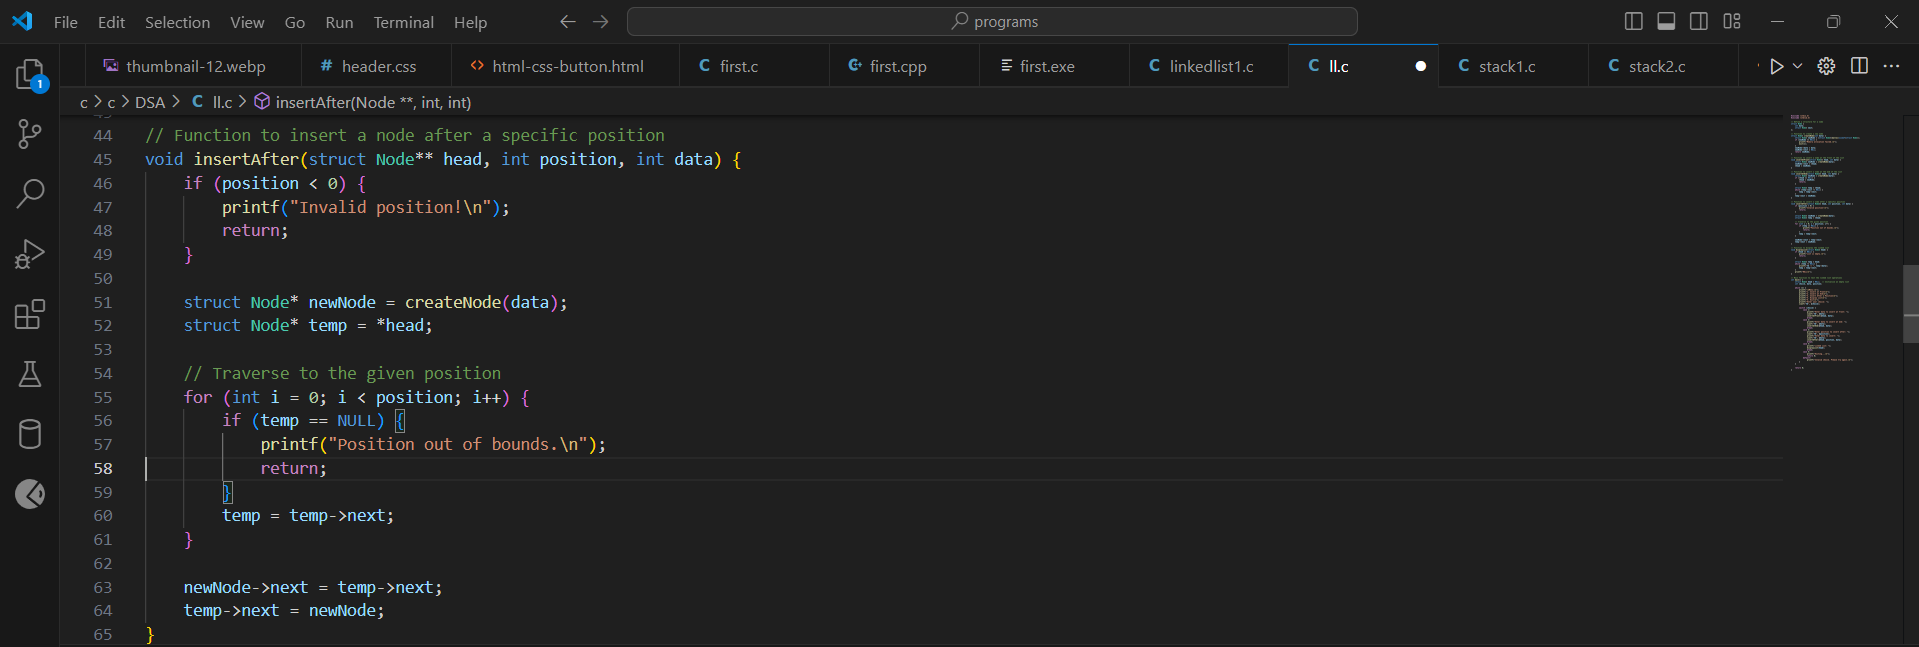 File Edit Selection View Go Run Terminal Help programs
thumbnail-12.webp # header.css <> html-css-button.html C first.c first.cpp first.exe C linkedlist1.c C ll.c C stack1.c C stack2.c
1
c > c > DSA > C ll.c > insertAfter(Node **, int, int)
44 // Function to insert a node after a specific position
45 void insertAfter(struct Node** head, int position, int data) {
46 if (position < 0) {
47 printf("Invalid position!\n");
48 return;
49 }
50
51 struct Node* newNode = createNode(data);
52 struct Node* temp = *head;
53
54 // Traverse to the given position
55 for (int i = 0; i < position; i++) {
56 if (temp == NULL) {
57 printf("Position out of bounds.\n");
58 return;
59 }
60 temp = temp->next;
61 }
62
63 newNode->next = temp->next;
64 temp->next = newNode;
65 }